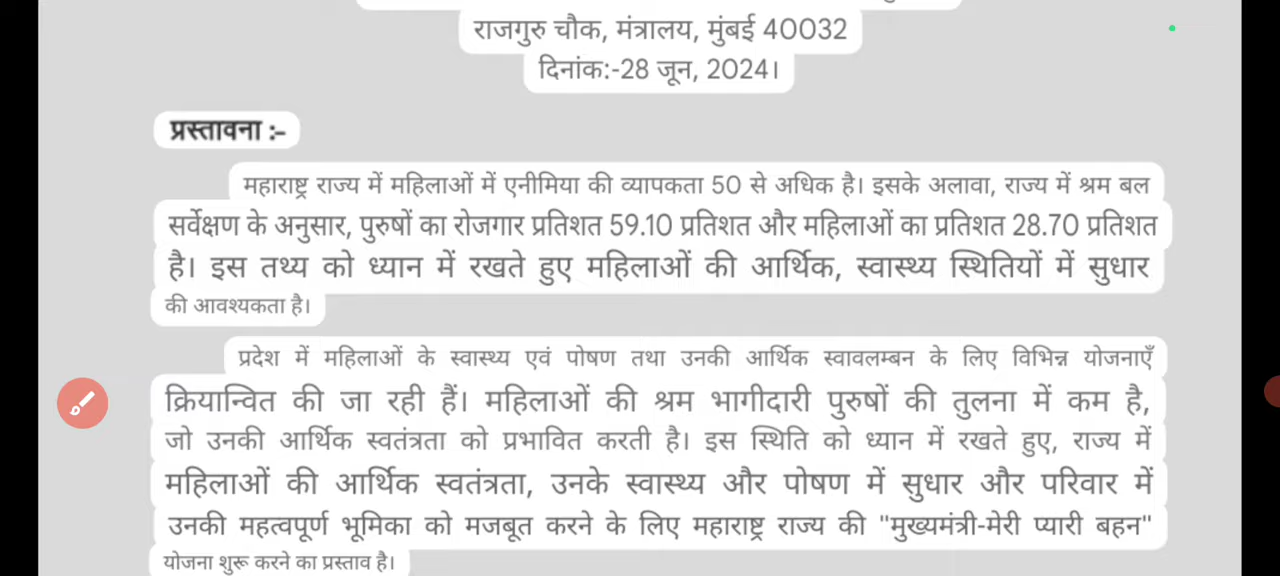 राजगुरु चौक, मंत्रालय, मुंबई 40032
दिनांक:-28 जून, 2024।
प्रस्तावना :-
महाराष्ट्र राज्य में महिलाओं में एनीमिया की व्यापकता 50 से अधिक है। इसके अलावा, राज्य में श्रम बल
सर्वेक्षण के अनुसार, पुरुषों का रोजगार प्रतिशत 59.10 प्रतिशत और महिलाओं का प्रतिशत 28.70 प्रतिशत
है। इस तथ्य को ध्यान में रखते हुए महिलाओं की आर्थिक, स्वास्थ्य स्थितियों में सुधार
की आवश्यकता है।
प्रदेश में महिलाओं के स्वास्थ्य एवं पोषण तथा उनकी आर्थिक स्वावलम्बन के लिए विभिन्न योजनाएँ
क्रियान्वित की जा रही हैं। महिलाओं की श्रम भागीदारी पुरुषों की तुलना में कम है,
जो उनकी आर्थिक स्वतंत्रता को प्रभावित करती है। इस स्थिति को ध्यान में रखते हुए, राज्य में
महिलाओं की आर्थिक स्वतंत्रता, उनके स्वास्थ्य और पोषण में सुधार और परिवार में
उनकी महत्वपूर्ण भूमिका को मजबूत करने के लिए महाराष्ट्र राज्य की "मुख्यमंत्री-मेरी प्यारी बहन"
योजना शुरू करने का प्रस्ताव है।